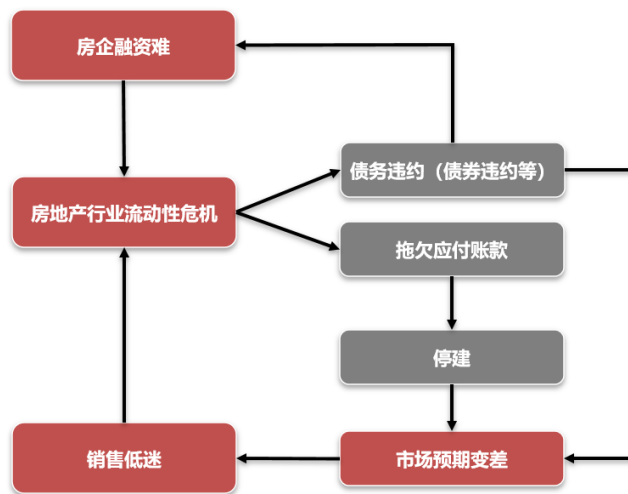 房企融资难
债务违约（债券违约等）
房地产行业流动性危机
拖欠应付账款
停建
销售低迷
市场预期变差